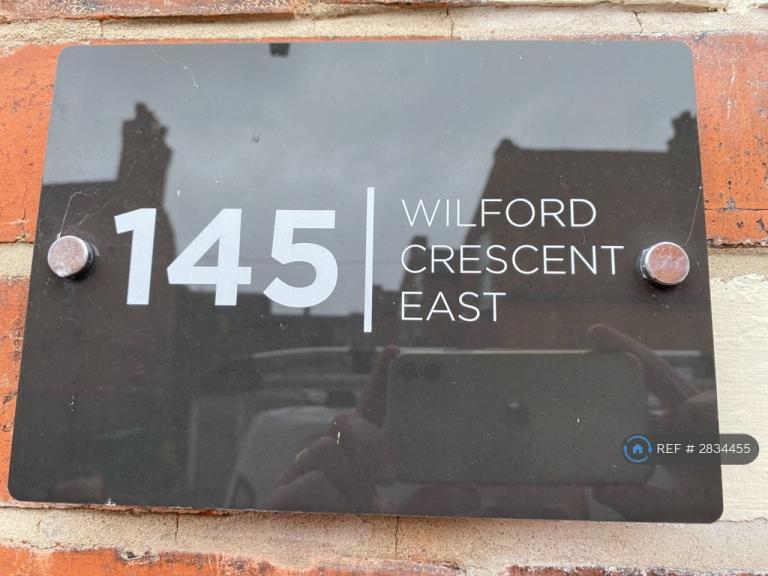 145
WILFORD
CRESCENT
EAST
REF # 2834455